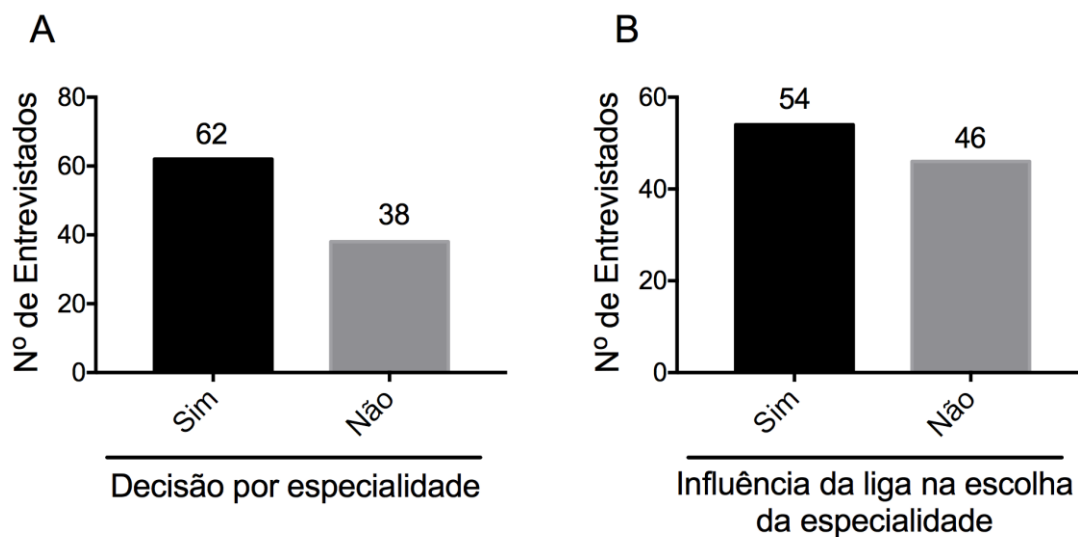 A
Nº de Entrevistados
80
60
40
20
0
62
38
Sim
Não
Decisão por especialidade
B
Nº de Entrevistados
60
40
20
0
54
46
Sim
Não
Influência da liga na escolha
da especialidade